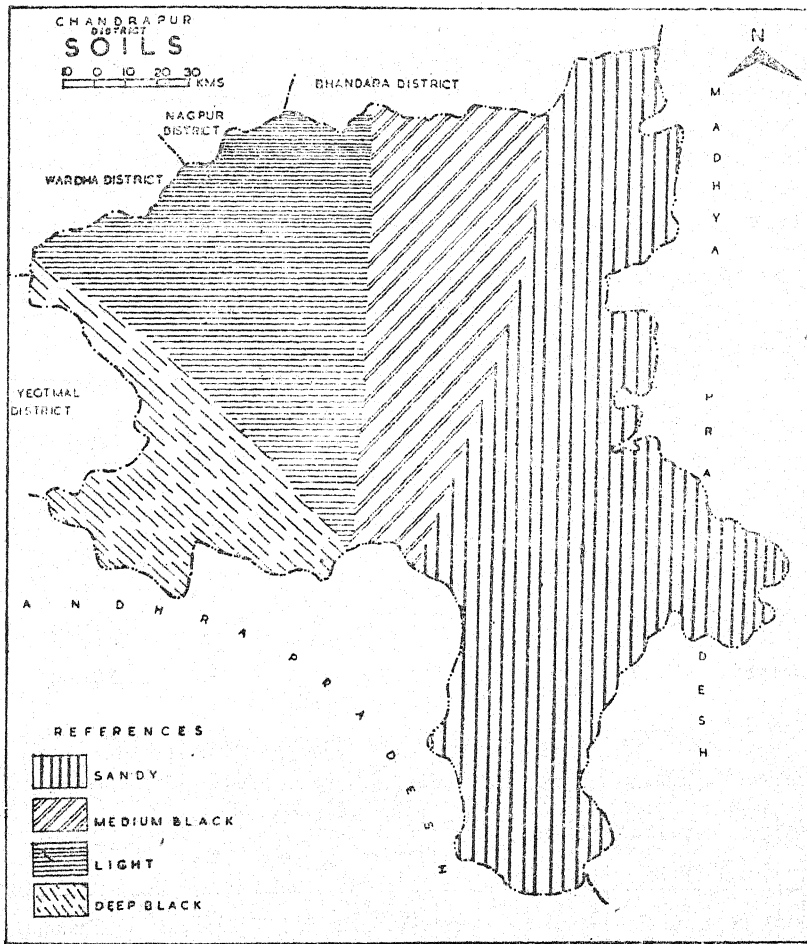 CHANDRAPUR
DISTRICT
SOILS
10 0 10 20 30
KMS
N
BHANDARA DISTRICT
NAGPUR
DISTRICT
WARDHA DISTRICT
YEOTMAL
DISTRICT
MADHYA
PRADESH
ANDHRA PRADESH
REFERENCES
SANDY
MEDIUM BLACK
LIGHT
DEEP BLACK